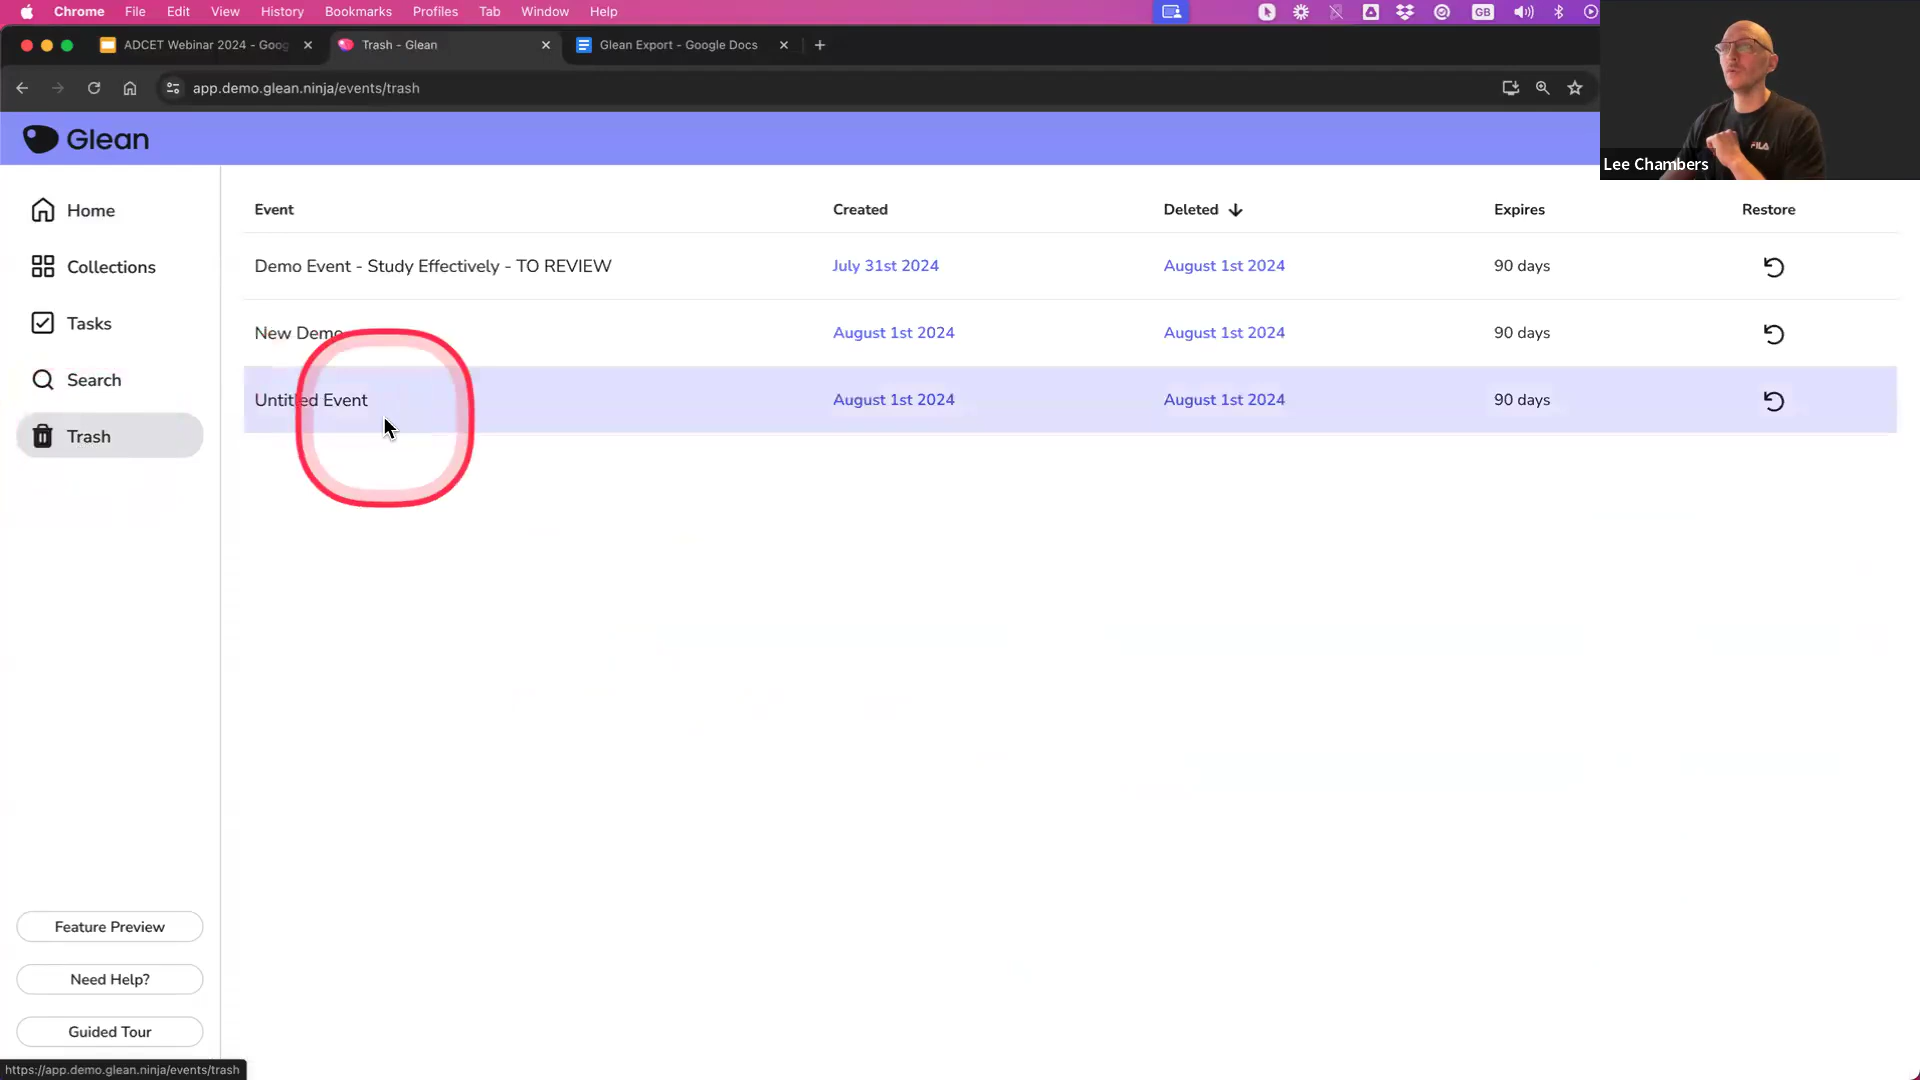 Chrome File Edit View History Bookmarks Profiles Tab Window Help GB
ADCET Webinar 2024 - Goog
Trash - Glean
Glean Export - Google Docs
app.demo.glean.ninja/events/trash
Glean
FILA
Lee Chambers
Home
Collections
Tasks
Search
Trash
Event Created Deleted Expires Restore
Demo Event - Study Effectively - TO REVIEW July 31st 2024 August 1st 2024 90 days
New Demo August 1st 2024 August 1st 2024 90 days
Untitled Event August 1st 2024 August 1st 2024 90 days
Feature Preview
Need Help?
Guided Tour
https://app.demo.glean.ninja/events/trash